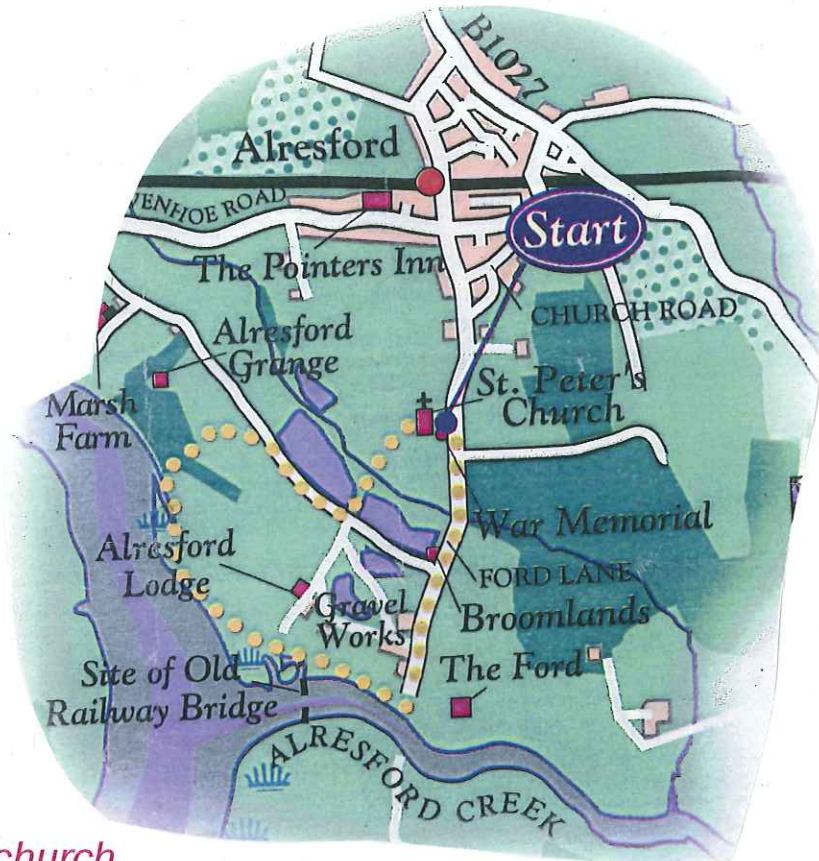 B1027
Alresford
VENHOE ROAD
Start
The Pointers Inn
CHURCH ROAD
Alresford
Grange
St. Peter's
Church
Marsh
Farm
War Memorial
Alresford
Lodge
FORD LANE
Gravel
Works
Broomlands
The Ford
Site of Old
Railway Bridge
ALRESFORD CREEK
church